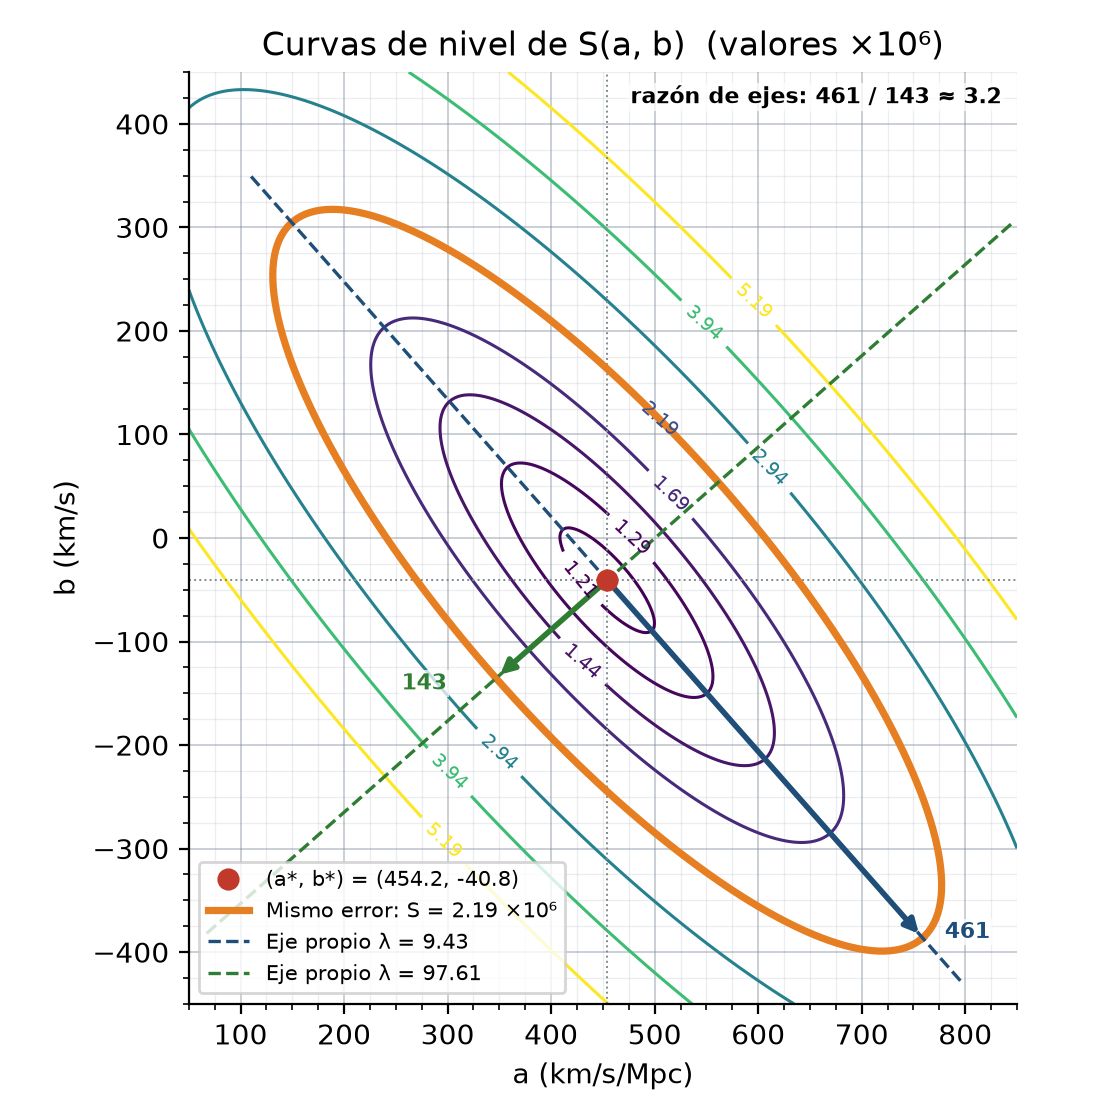 Curvas de nivel de S(a, b) (valores ×10⁶)
razón de ejes: 461 / 143 ≈ 3.2
400
300
200
100
0
−100
−200
−300
−400
b (km/s)
5.19
3.94
2.19
2.94
1.69
1.29
1.21
1.44
143
2.94
3.94
5.19
461
(a*, b*) = (454.2, -40.8)
Mismo error: S = 2.19 ×10⁶
Eje propio λ = 9.43
Eje propio λ = 97.61
100 200 300 400 500 600 700 800
a (km/s/Mpc)